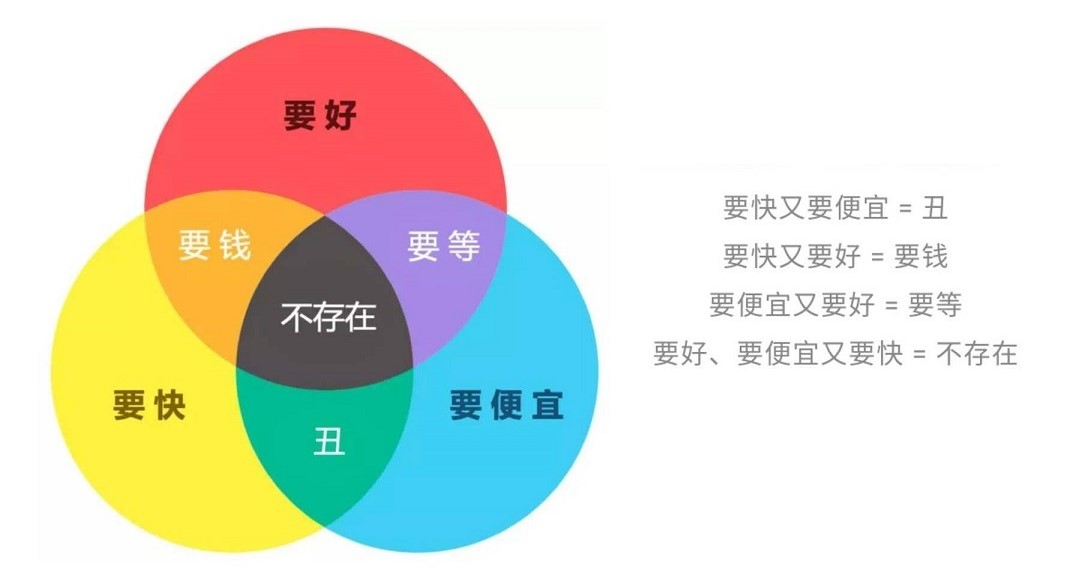 要好
要钱
要等
不存在
要快
要便宜
丑
要快又要便宜 = 丑
要快又要好 = 要钱
要便宜又要好 = 要等
要好、要便宜又要快 = 不存在